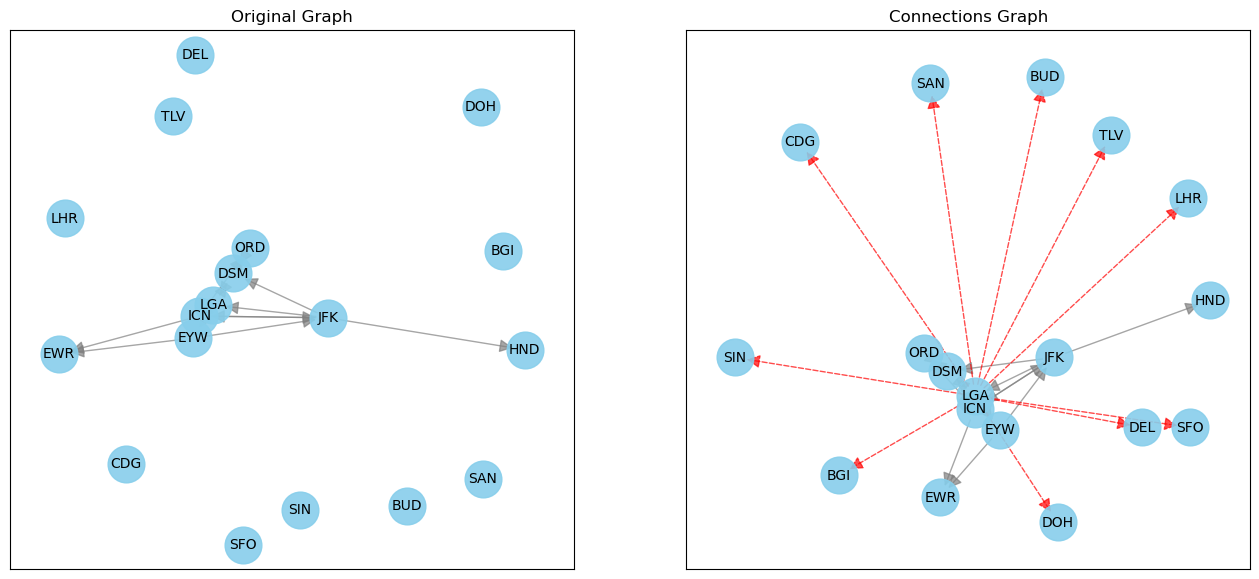 Original Graph
DEL
TLV
DOH
LHR
ORD
BGI
DSM
LGA
ICN
JFK
EYW
EWR
HND
CDG
SAN
BUD
SIN
SFO
Connections Graph
SAN
BUD
CDG
TLV
LHR
HND
SIN
ORD
JFK
DSM
LGA
ICN
EYW
DEL
SFO
BGI
EWR
DOH